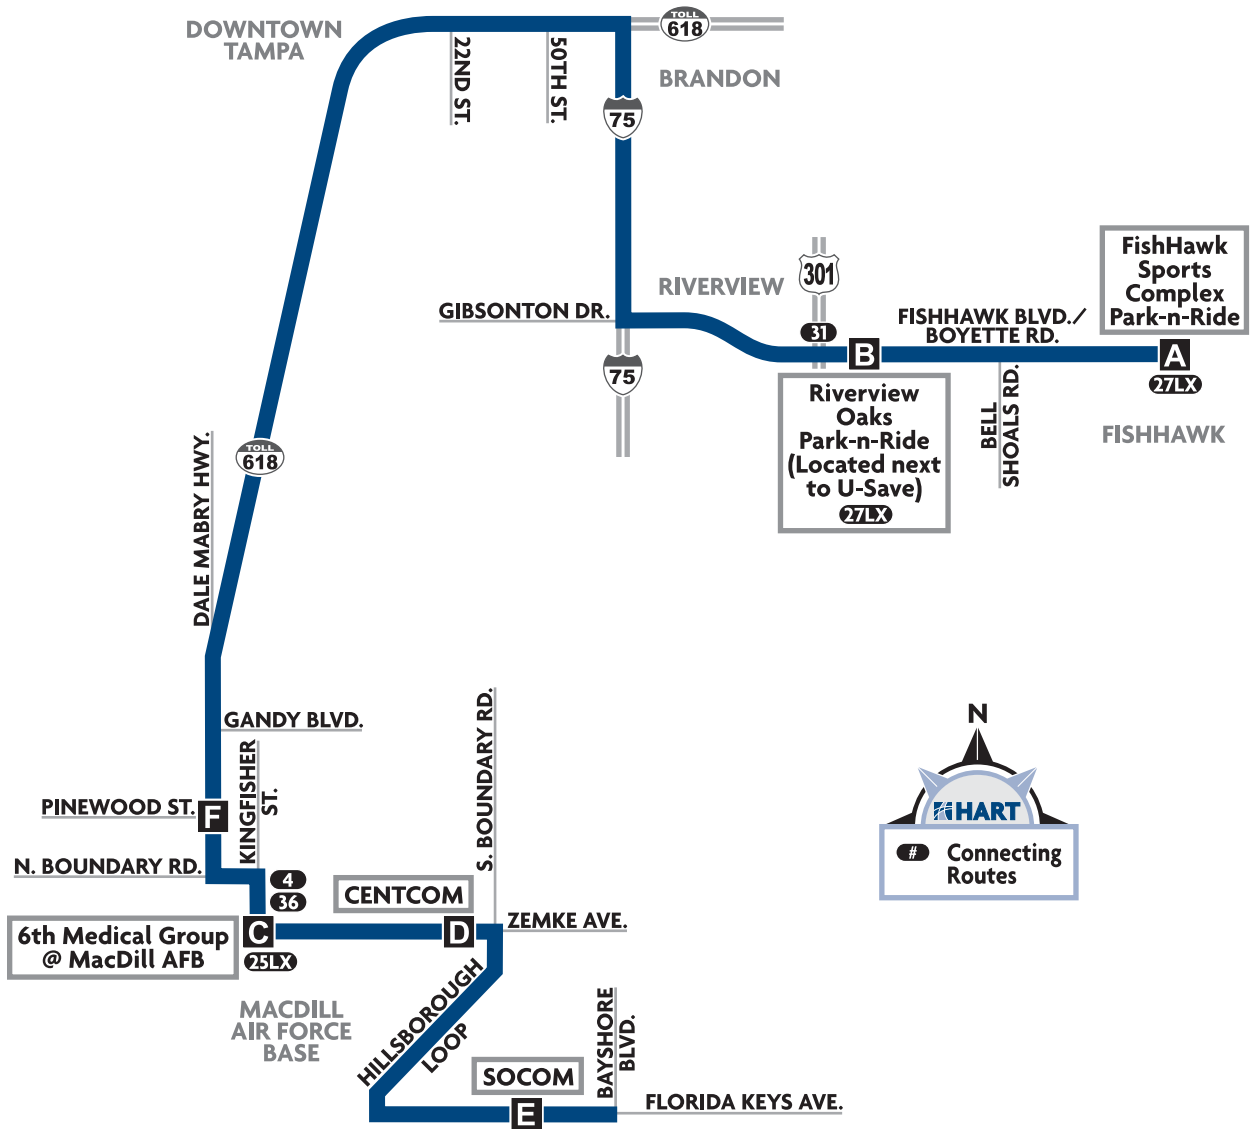 DOWNTOWN
TAMPA
TOLL
618
22ND ST.
50TH ST.
BRANDON
75
FishHawk
Sports
Complex
Park-n-Ride
301
RIVERVIEW
GIBSONTON DR.
31
FISHHAWK BLVD./
BOYETTE RD.
B
A
27LX
75
Riverview
Oaks
Park-n-Ride
(Located next
to U-Save)
27LX
BELL
SHOALS RD.
FISHHAWK
TOLL
618
DALE MABRY HWY.
GANDY BLVD.
KINGFISHER
ST.
S. BOUNDARY RD.
PINEWOOD ST.
F
N. BOUNDARY RD.
4
36
CENTCOM
6th Medical Group
@ MacDill AFB
C
25LX
D
ZEMKE AVE.
MACDILL
AIR FORCE
BASE
HILLSBOROUGH
LOOP
SOCOM
BAYSHORE
BLVD.
E
FLORIDA KEYS AVE.
N
HART
# Connecting
Routes